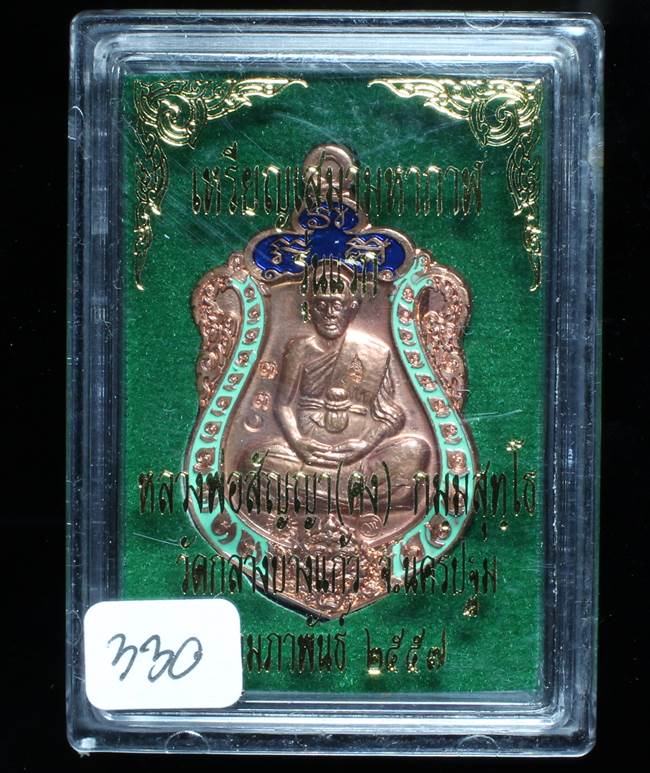 เหรียญเสมามหาภาพ
รุ่นแรก
หลวงพ่อสัญญา(คง) กมฺมสุทฺโธ
วัดกลางบางแก้ว จ.นครปฐม
มภาพันธ์ ๒๕๕๗
330